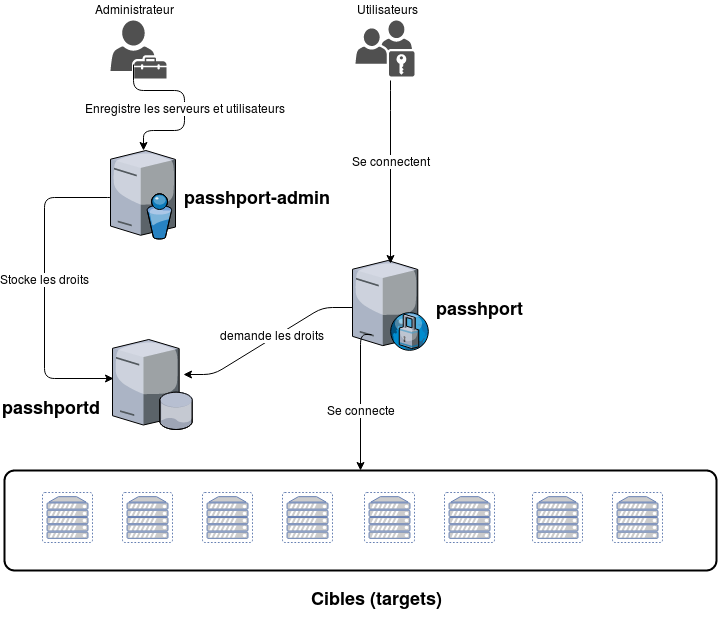 Administrateur
Utilisateurs
Enregistre les serveurs et utilisateurs
Se connectent
passhport-admin
Stocke les droits
passhport
demande les droits
passhportd
Se connecte
Cibles (targets)